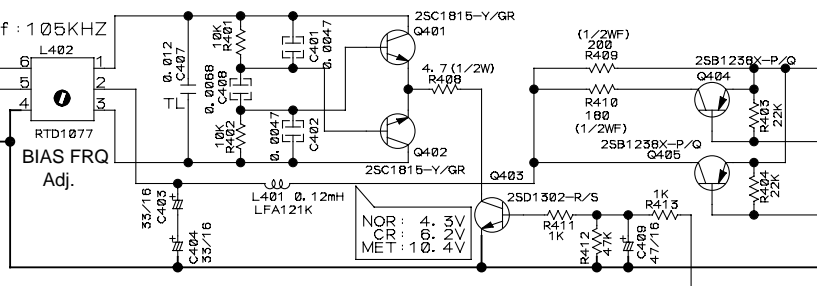 f : 105KHZ
L402
6
5
4
1
2
3
RTD1077
BIAS FRQ
Adj.
0.012
C407
TL
10K
R401
0.0068
C408
10K
R402
C401
0.0047
0.0047
C402
2SC1815-Y/GR
Q401
Q402
2SC1815-Y/GR
4.7(1/2W)
R408
(1/2WF)
200
R409
R410
180
(1/2WF)
2SB1238X-P/Q
Q404
R403
22K
2SB1238X-P/Q
Q405
R404
22K
33/16
C403
C404
33/16
L401 0.12mH
LFA121K
NOR: 4.3V
CR: 6.2V
MET:10.4V
Q403
2SD1302-R/S
R411
1K
R412
47K
C409
47/16
1K
R413